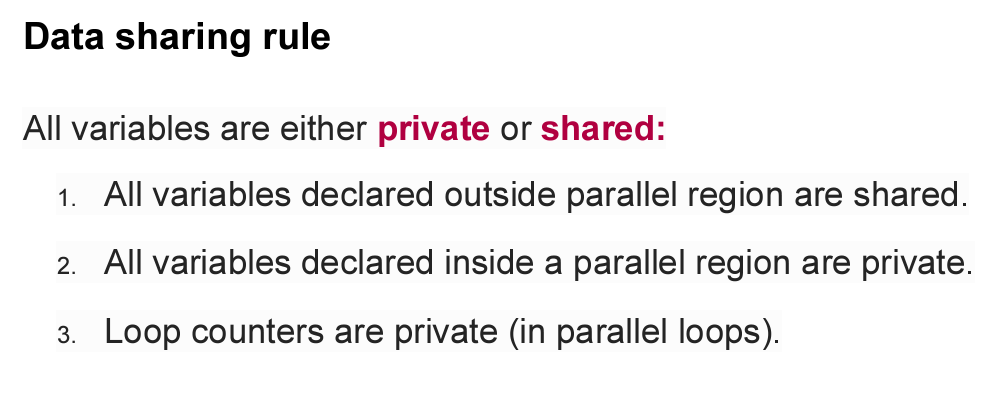 Data sharing rule
All variables are either private or shared:
1. All variables declared outside parallel region are shared.
2. All variables declared inside a parallel region are private.
3. Loop counters are private (in parallel loops).